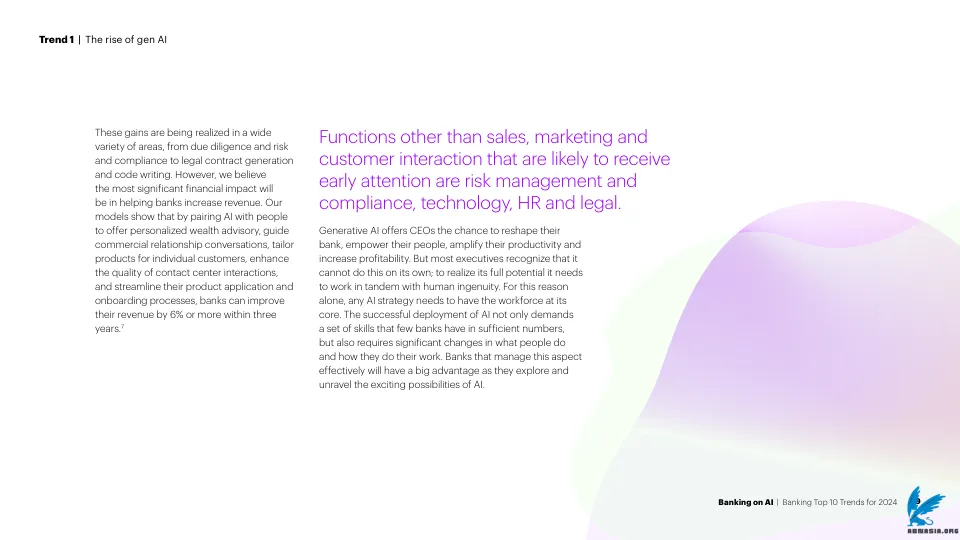 Trend 1 | The rise of gen AI
These gains are being realized in a wide
variety of areas, from due diligence and risk
and compliance to legal contract generation
and code writing. However, we believe
the most significant financial impact will
be in helping banks increase revenue. Our
models show that by pairing AI with people
to offer personalized wealth advisory, guide
commercial relationship conversations, tailor
products for individual customers, enhance
the quality of contact center interactions,
and streamline their product application and
onboarding processes, banks can improve
their revenue by 6% or more within three
years.7
Functions other than sales, marketing and
customer interaction that are likely to receive
early attention are risk management and
compliance, technology, HR and legal.
Generative AI offers CEOs the chance to reshape their
bank, empower their people, amplify their productivity and
increase profitability. But most executives recognize that it
cannot do this on its own; to realize its full potential it needs
to work in tandem with human ingenuity. For this reason
alone, any AI strategy needs to have the workforce at its
core. The successful deployment of AI not only demands
a set of skills that few banks have in sufficient numbers,
but also requires significant changes in what people do
and how they do their work. Banks that manage this aspect
effectively will have a big advantage as they explore and
unravel the exciting possibilities of AI.
Banking on AI | Banking Top 10 Trends for 2024